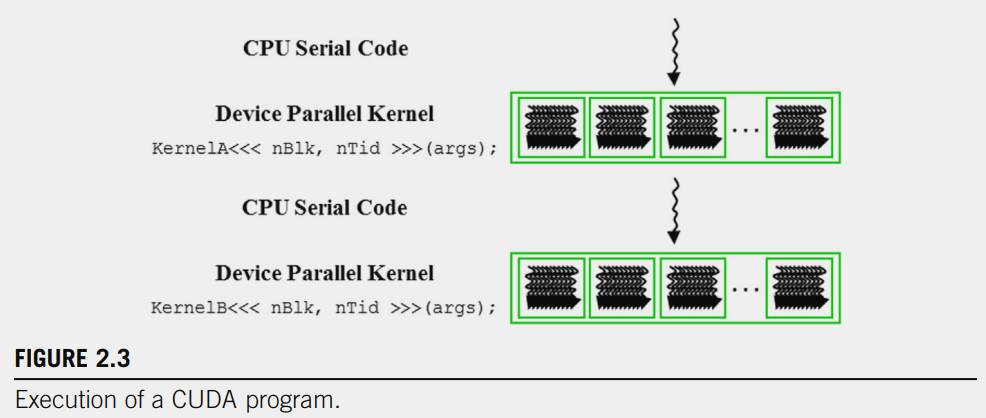 CPU Serial Code
Device Parallel Kernel
KernelA<<< nBlk, nTid >>>(args);
...
CPU Serial Code
Device Parallel Kernel
KernelB<<< nBlk, nTid >>>(args);
...
FIGURE 2.3
Execution of a CUDA program.